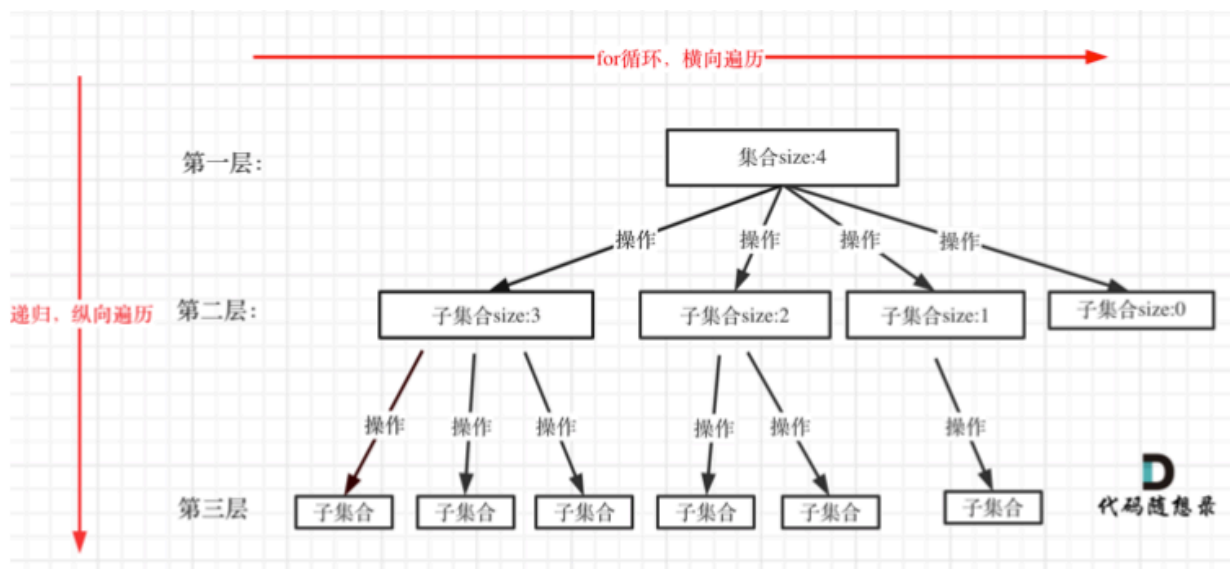 for循环，横向遍历
第一层：
集合size:4
操作
操作
操作
操作
递归、纵向遍历
第二层：
子集合size:3
子集合size:2
子集合size:1
子集合size:0
操作
操作
操作
操作
操作
操作
第三层
子集合
子集合
子集合
子集合
子集合
子集合
代码随想录